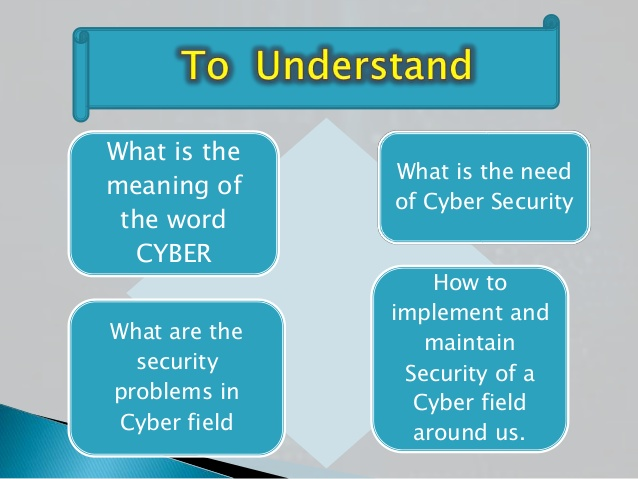 To Understand
What is the
meaning of
the word
CYBER
What is the need
of Cyber Security
What are the
security
problems in
Cyber field
How to
implement and
maintain
Security of a
Cyber field
around us.